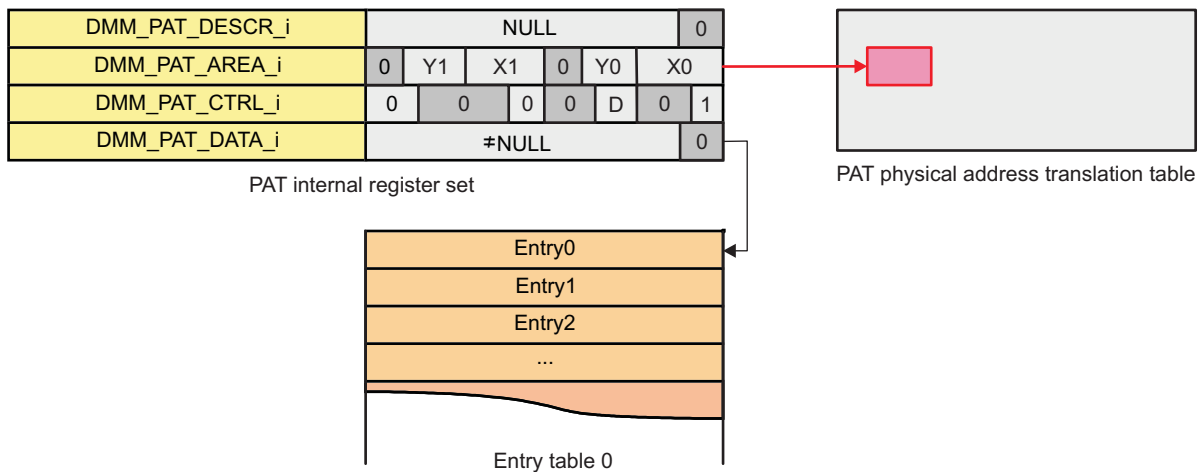 DMM_PAT_DESCR_i NULL 0
DMM_PAT_AREA_i 0 Y1 X1 0 Y0 X0
DMM_PAT_CTRL_i 0 0 0 0 D 0 1
DMM_PAT_DATA_i ≠NULL 0
PAT internal register set
PAT physical address translation table
Entry0
Entry1
Entry2
...
Entry table 0